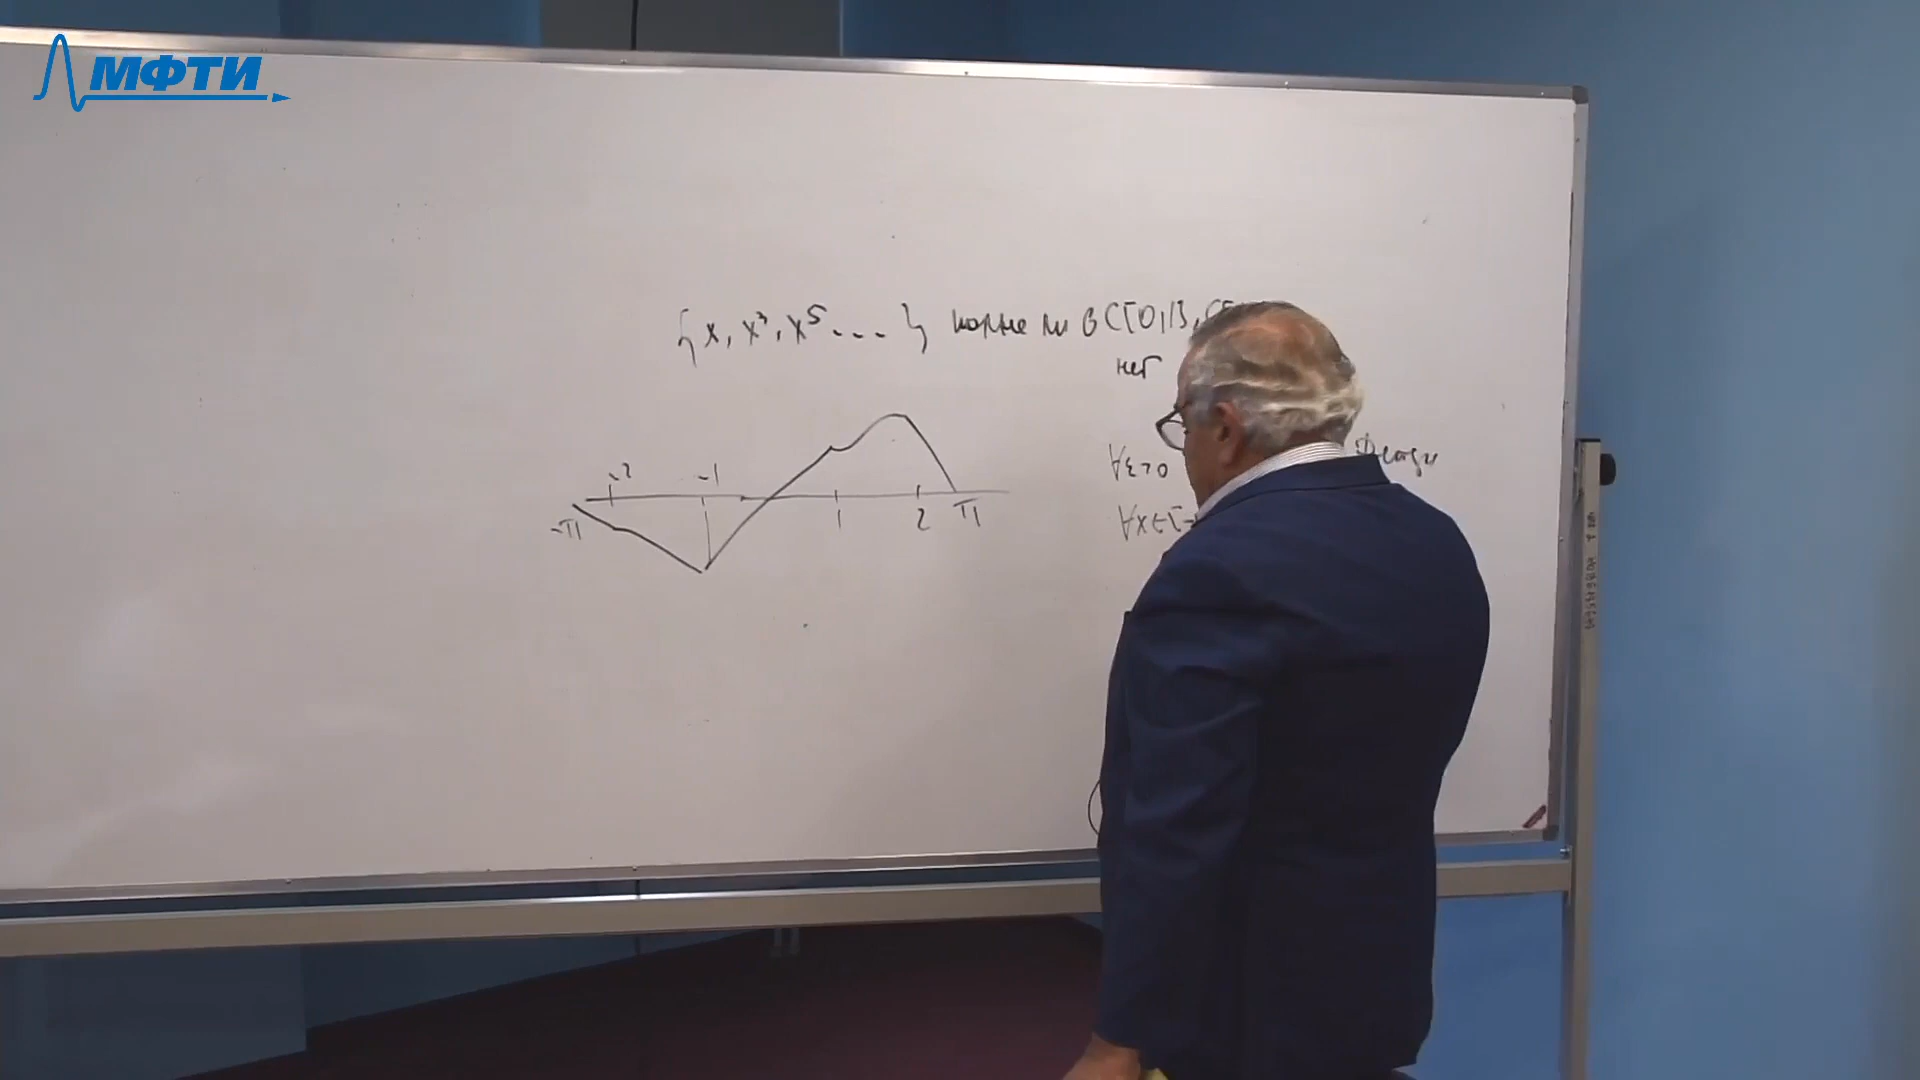 МФТИ
{x, x³, x⁵ ... } полна ли в C[0,1],
нет
∀ε>0
-2 -1
-π 1 2 π
∀x∈[-